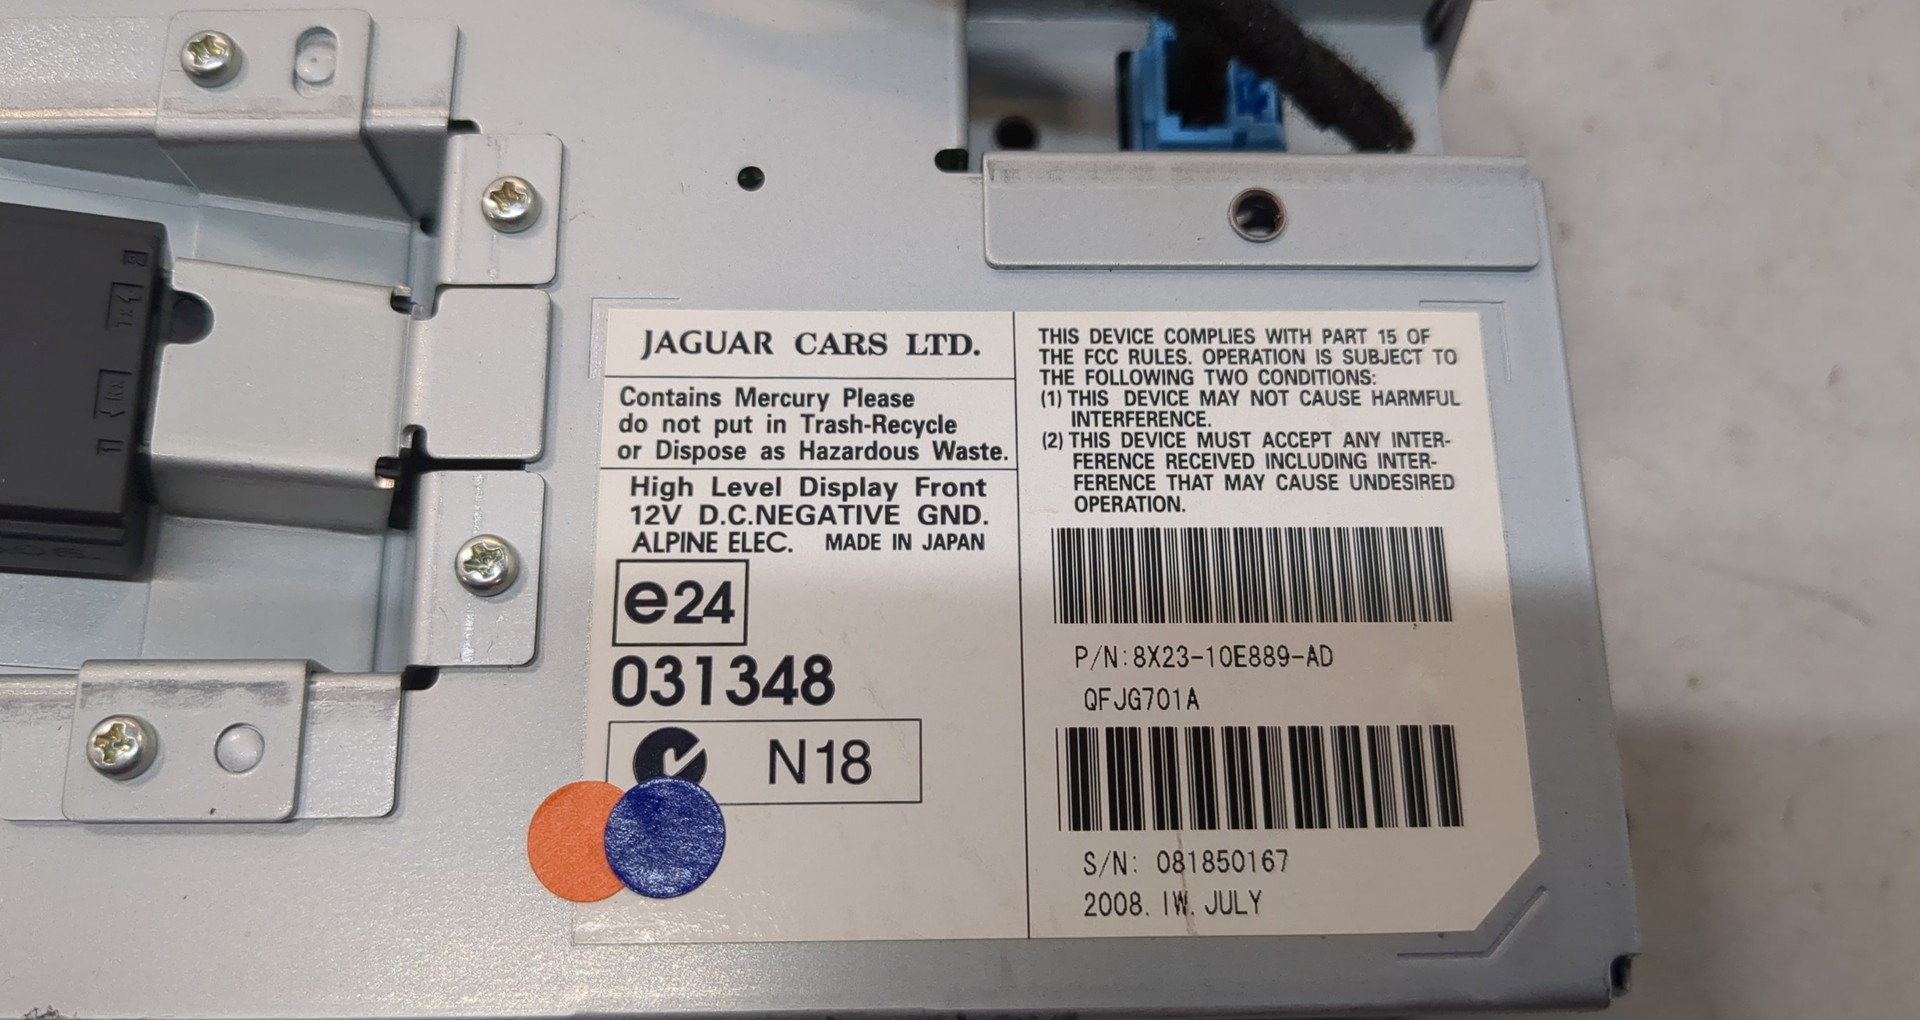 JAGUAR CARS LTD.
Contains Mercury Please
do not put in Trash-Recycle
or Dispose as Hazardous Waste.
High Level Display Front
12V D.C.NEGATIVE GND.
ALPINE ELEC. MADE IN JAPAN
e24
031348
N18
THIS DEVICE COMPLIES WITH PART 15 OF
THE FCC RULES. OPERATION IS SUBJECT TO
THE FOLLOWING TWO CONDITIONS:
(1) THIS DEVICE MAY NOT CAUSE HARMFUL
INTERFERENCE.
(2) THIS DEVICE MUST ACCEPT ANY INTER-
FERENCE RECEIVED INCLUDING INTER-
FERENCE THAT MAY CAUSE UNDESIRED
OPERATION.
P/N:8X23-10E889-AD
QFJG701A
S/N: 081850167
2008. IW. JULY